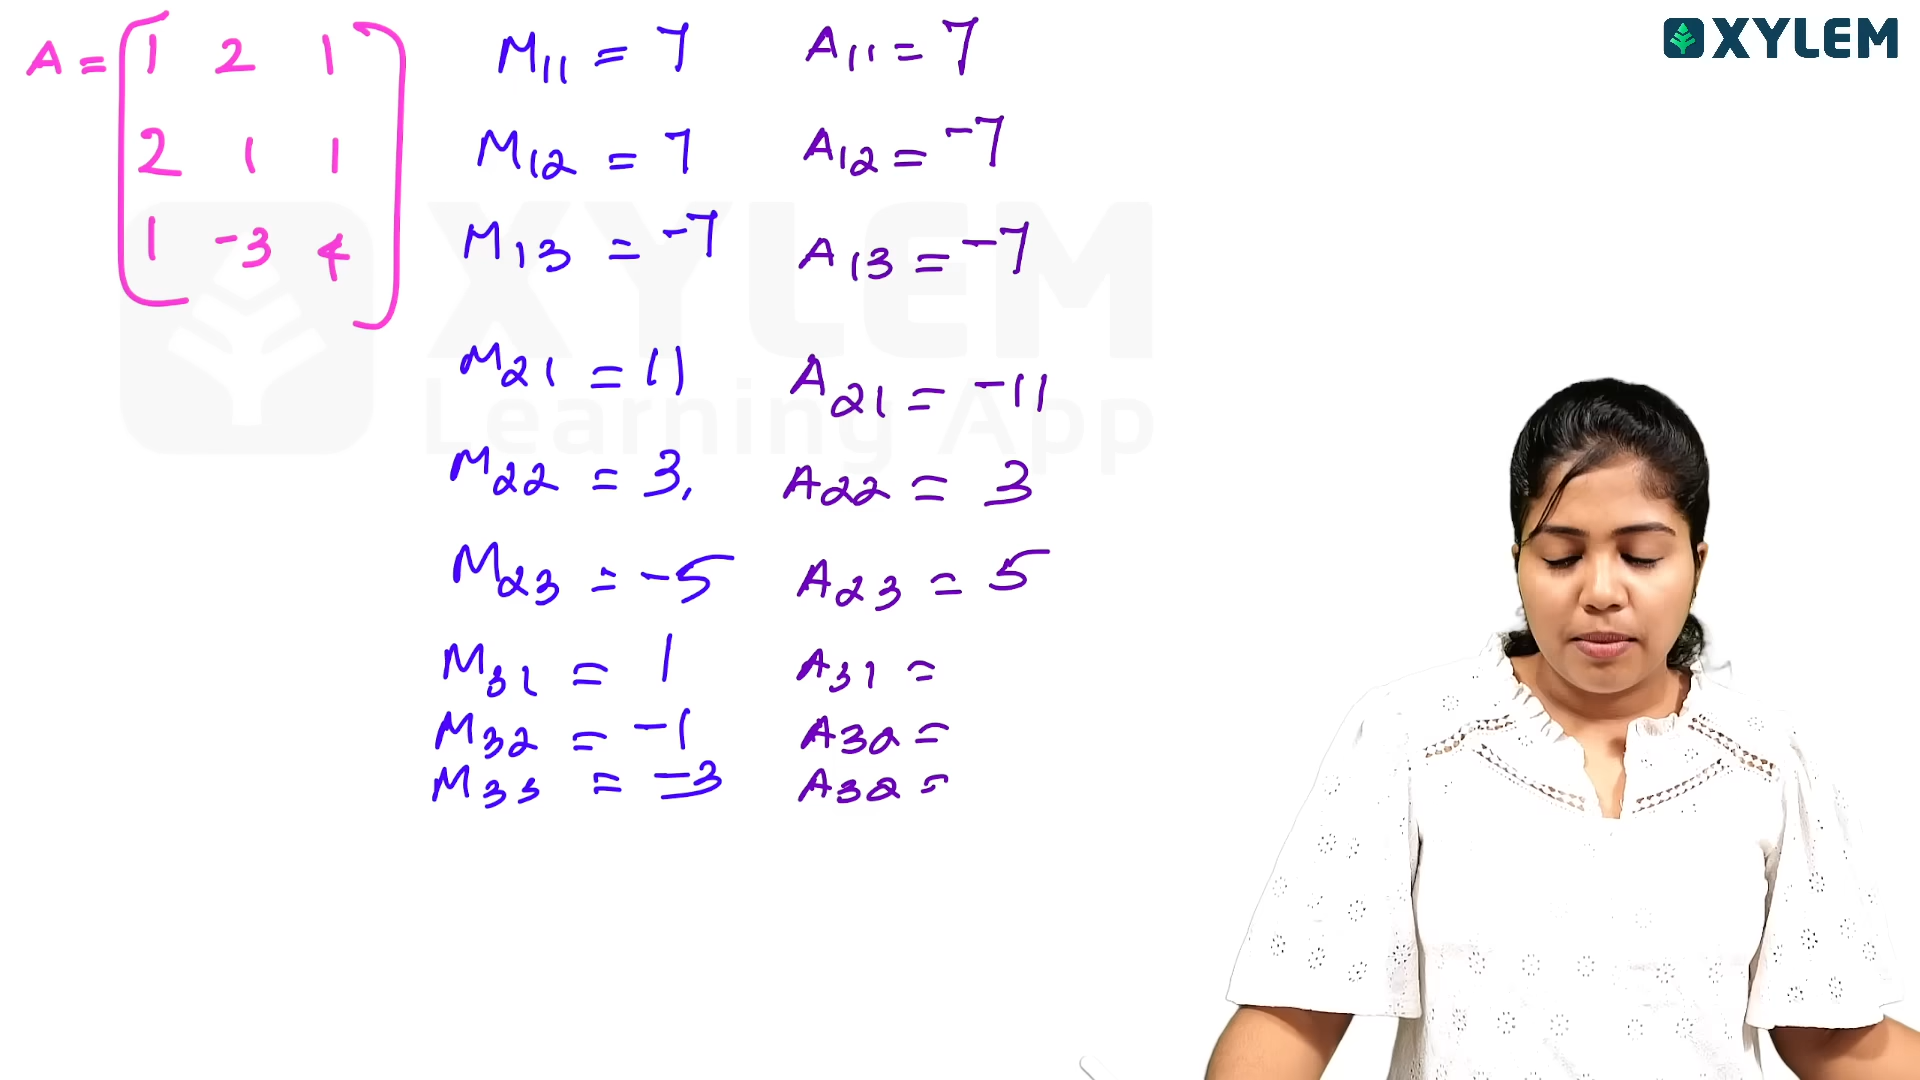 XYLEM
A = [1 2 1
2 1 1
1 -3 4]
M11 = 7
M12 = 7
M13 = -7
M21 = 11
M22 = 3,
M23 = -5
M31 = 1
M32 = -1
M33 = -3
A11 = 7
A12 = -7
A13 = -7
A21 = -11
A22 = 3
A23 = 5
A31 =
A32 =
A32 =
XYLEM
Learning App